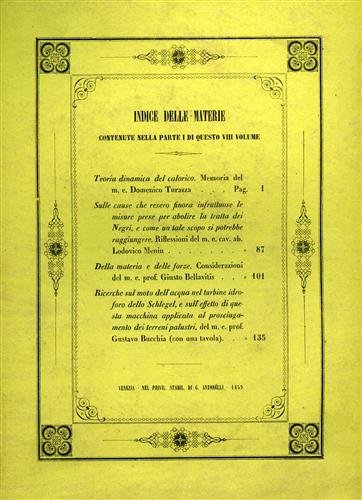 INDICE DELLE MATERIE
CONTENUTE NELLA PARTE I DI QUESTO VIII VOLUME
Teoria dinamica del calorico. Memoria del
m. e. Domenico Turazza . . . Pag. 1
Sulle cause che resero finora infruttuose le
misure prese per abolire la tratta dei
Negri, e come un tale scopo si potrebbe
raggiungere. Riflessioni del m. e. cav. ab.
Lodovico Menin . . . . . . » 87
Della materia e delle forze. Considerazioni
del m. e. prof. Giusto Bellavitis . » 101
Ricerche sul moto dell'acqua nel turbine idro-
foro dello Schlegel, e sull'effetto di que-
sta macchina applicata al prosciuga-
mento dei terreni palustri, del m. e. prof.
Gustavo Bucchia (con una tavola). . » 135
VENEZIA - NEL PRIVIL. STABIL. DI G. ANTONELLI - 1859